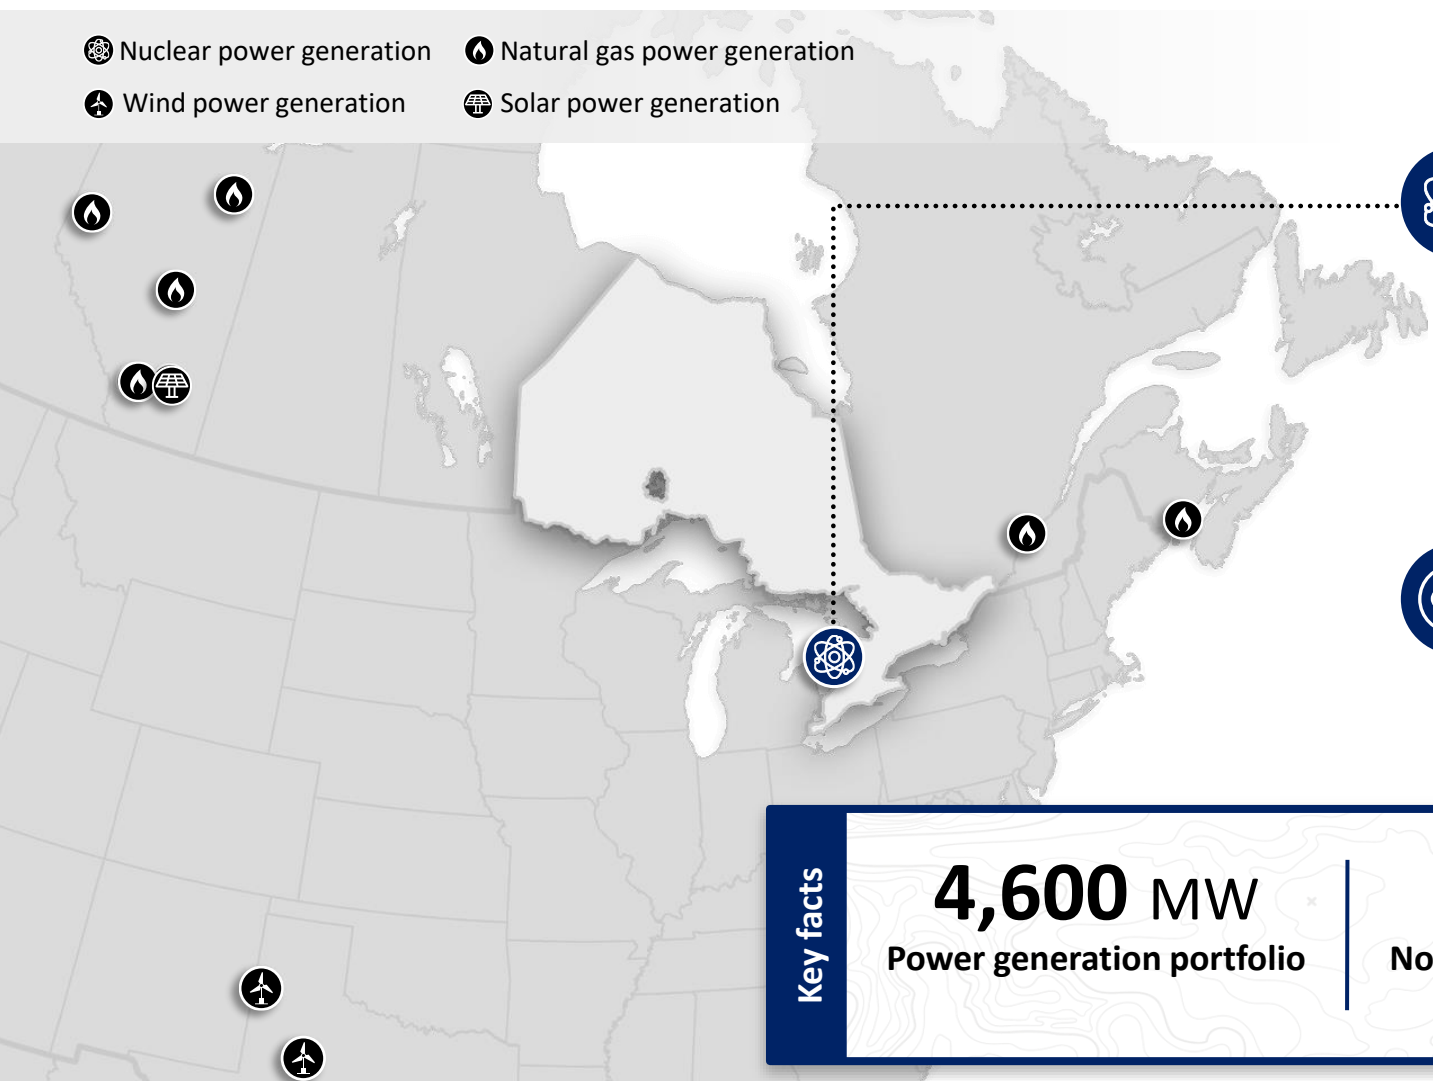 Nuclear power generation
Natural gas power generation
Wind power generation
Solar power generation
Key facts
4,600 MW
Power generation portfolio
No